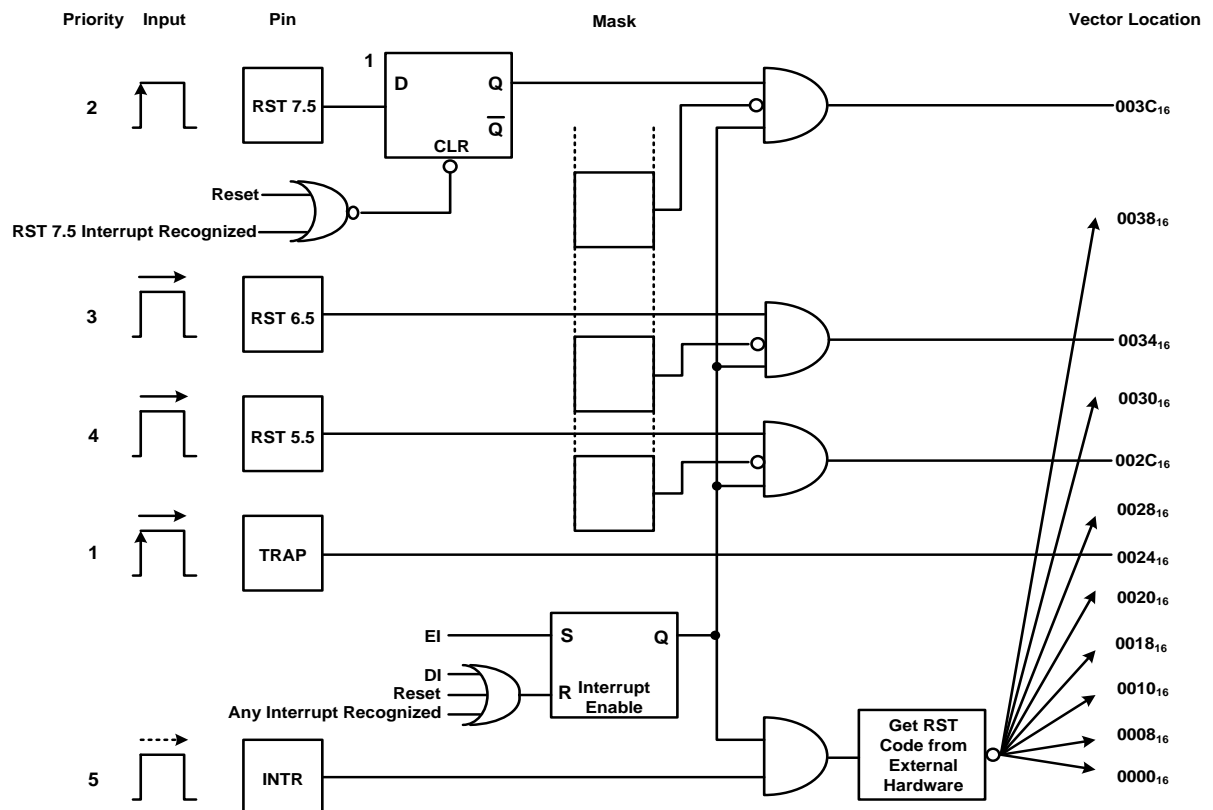 Priority Input Pin Mask Vector Location
1
D Q
2 RST 7.5 003C₁₆
Q̅
CLR
Reset
RST 7.5 Interrupt Recognized
0038₁₆
3 RST 6.5 0034₁₆
0030₁₆
4 RST 5.5 002C₁₆
0028₁₆
1 TRAP 0024₁₆
0020₁₆
EI S Q
0018₁₆
DI
Reset R Interrupt
Enable
0010₁₆
Any Interrupt Recognized
Get RST
Code from
External
Hardware
0008₁₆
5 INTR 0000₁₆